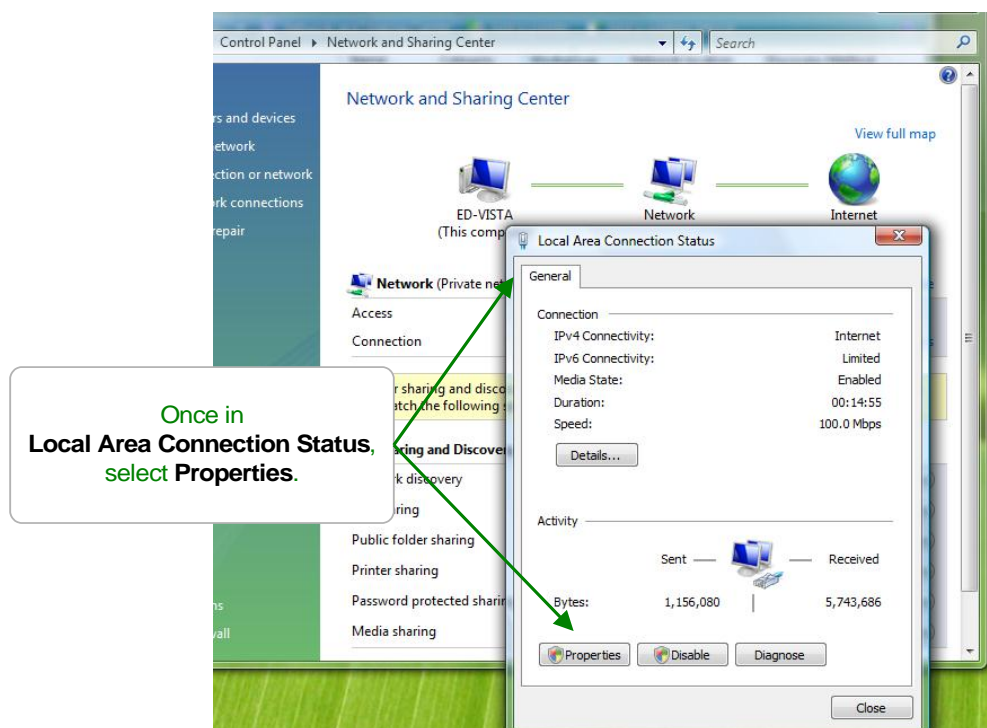 Control Panel ▸ Network and Sharing Center
Search
Network and Sharing Center
rs and devices
etwork
ction or network
rk connections
repair
View full map
ED-VISTA
(This comp
Network
Internet
Network (Private net
Access
Connection
r sharing and disco
atch the following s
aring and Discove
k discovery
ring
Public folder sharing
Printer sharing
Password protected sharin
Media sharing
ns
wall
Once in
Local Area Connection Status,
select Properties.
Local Area Connection Status
General
Connection
IPv4 Connectivity: Internet
IPv6 Connectivity: Limited
Media State: Enabled
Duration: 00:14:55
Speed: 100.0 Mbps
Details...
Activity
Sent — — Received
Bytes: 1,156,080 | 5,743,686
Properties Disable Diagnose
Close